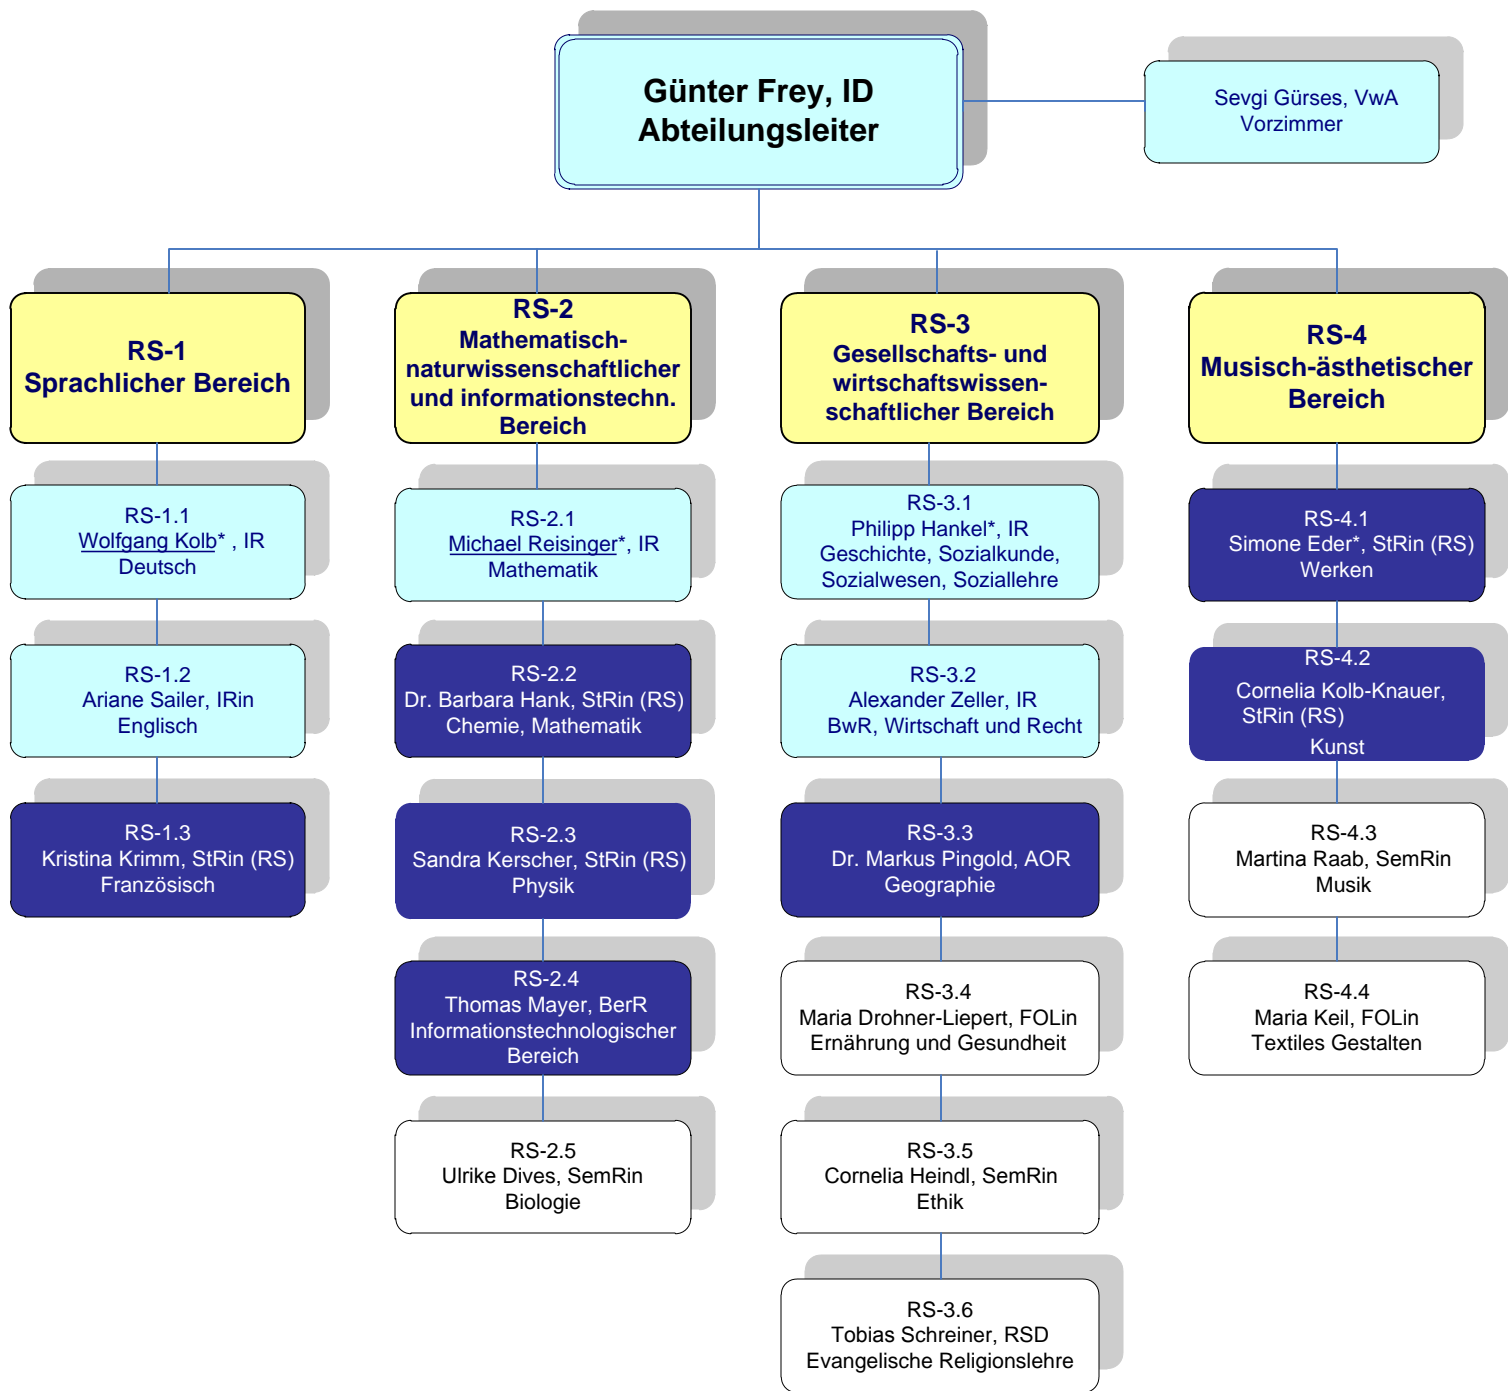 Günter Frey, ID
Abteilungsleiter
Sevgi Gürses, VwA
Vorzimmer
RS-1
Sprachlicher Bereich
RS-1.1
Wolfgang Kolb* , IR
Deutsch
RS-1.2
Ariane Sailer, IRin
Englisch
RS-1.3
Kristina Krimm, StRin (RS)
Französisch
RS-2
Mathematisch-
naturwissenschaftlicher
und informationstechn.
Bereich
RS-2.1
Michael Reisinger*, IR
Mathematik
RS-2.2
Dr. Barbara Hank, StRin (RS)
Chemie, Mathematik
RS-2.3
Sandra Kerscher, StRin (RS)
Physik
RS-2.4
Thomas Mayer, BerR
Informationstechnologischer
Bereich
RS-2.5
Ulrike Dives, SemRin
Biologie
RS-3
Gesellschafts- und
wirtschaftswissen-
schaftlicher Bereich
RS-3.1
Philipp Hankel*, IR
Geschichte, Sozialkunde,
Sozialwesen, Soziallehre
RS-3.2
Alexander Zeller, IR
BwR, Wirtschaft und Recht
RS-3.3
Dr. Markus Pingold, AOR
Geographie
RS-3.4
Maria Drohner-Liepert, FOLin
Ernährung und Gesundheit
RS-3.5
Cornelia Heindl, SemRin
Ethik
RS-3.6
Tobias Schreiner, RSD
Evangelische Religionslehre
RS-4
Musisch-ästhetischer
Bereich
RS-4.1
Simone Eder*, StRin (RS)
Werken
RS-4.2
Cornelia Kolb-Knauer,
StRin (RS)
Kunst
RS-4.3
Martina Raab, SemRin
Musik
RS-4.4
Maria Keil, FOLin
Textiles Gestalten